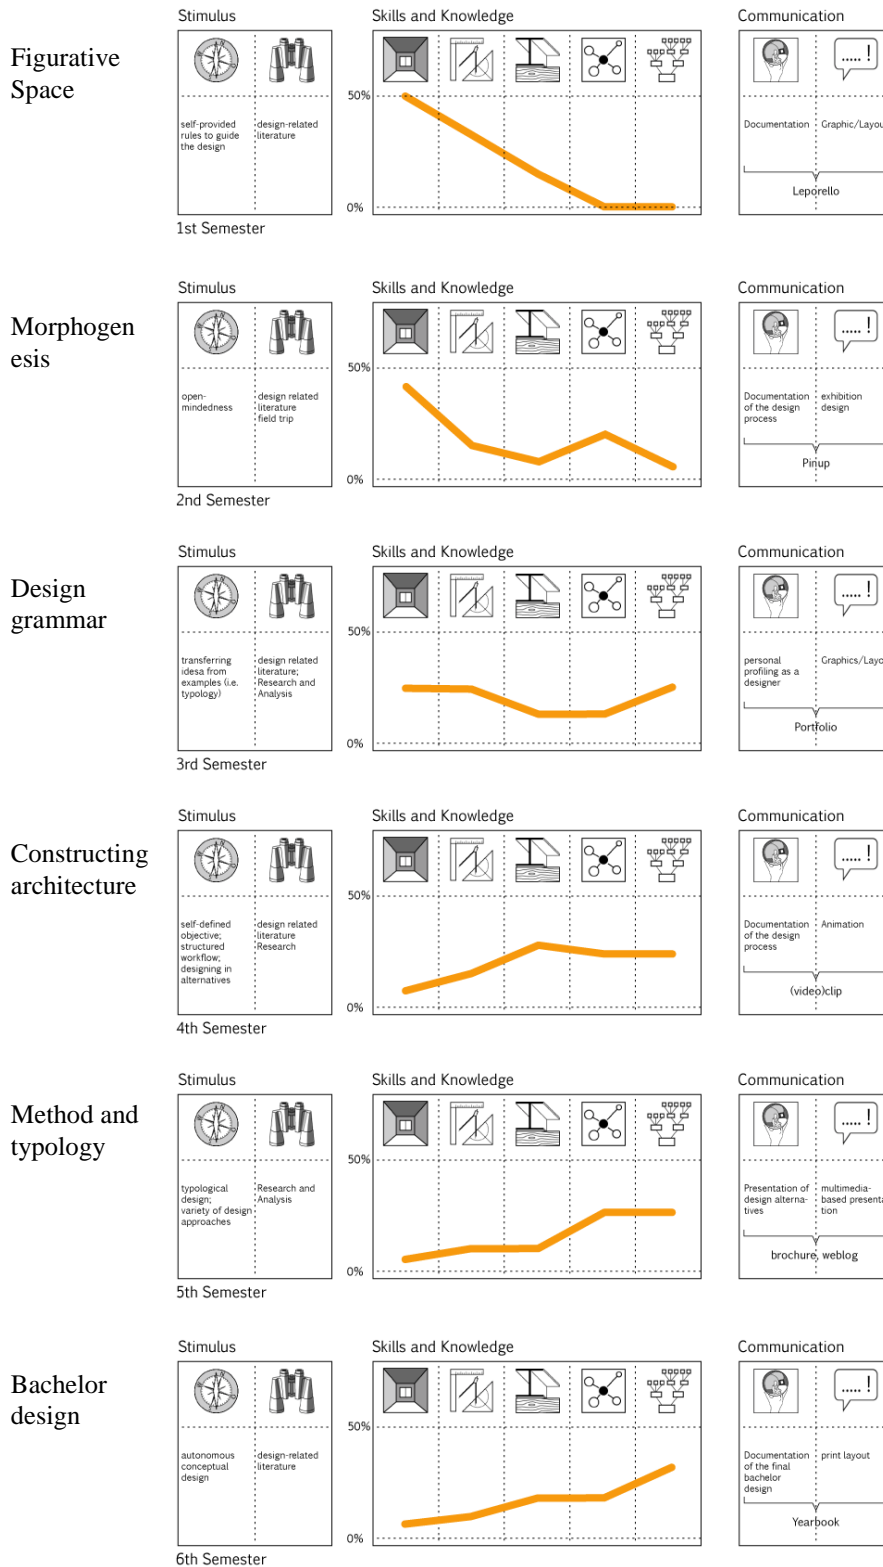 Stimulus
Skills and Knowledge
Communication
Figurative
Space
..... !
50%
self-provided
rules to guide
the design
design-related
literature
Documentation
Graphic/Layou
Leporello
0%
1st Semester
Stimulus
Skills and Knowledge
Communication
Morphogen
esis
..... !
50%
open-
mindedness
design related
literature
field trip
Documentation
of the design
process
exhibition
design
Pinup
0%
2nd Semester
Stimulus
Skills and Knowledge
Communication
Design
grammar
..... !
50%
transferring
idesa from
examples (i.e.
typology)
design related
literature;
Research and
Analysis
personal
profiling as a
designer
Graphics/Layou
Portfolio
0%
3rd Semester
Stimulus
Skills and Knowledge
Communication
Constructing
architecture
..... !
50%
self-defined
objective;
structured
workflow;
designing in
alternatives
design related
literature
Research
Documentation
of the design
process
Animation
(video)clip
0%
4th Semester
Stimulus
Skills and Knowledge
Communication
Method and
typology
..... !
50%
typological
design;
variety of design
approaches
Research and
Analysis
Presentation of
design alterna-
tives
multimedia-
based presenta
tion
brochure, weblog
0%
5th Semester
Stimulus
Skills and Knowledge
Communication
Bachelor
design
..... !
50%
autonomous
conceptual
design
design-related
literature
Documentation
of the final
bachelor
design
print layout
Yearbook
0%
6th Semester